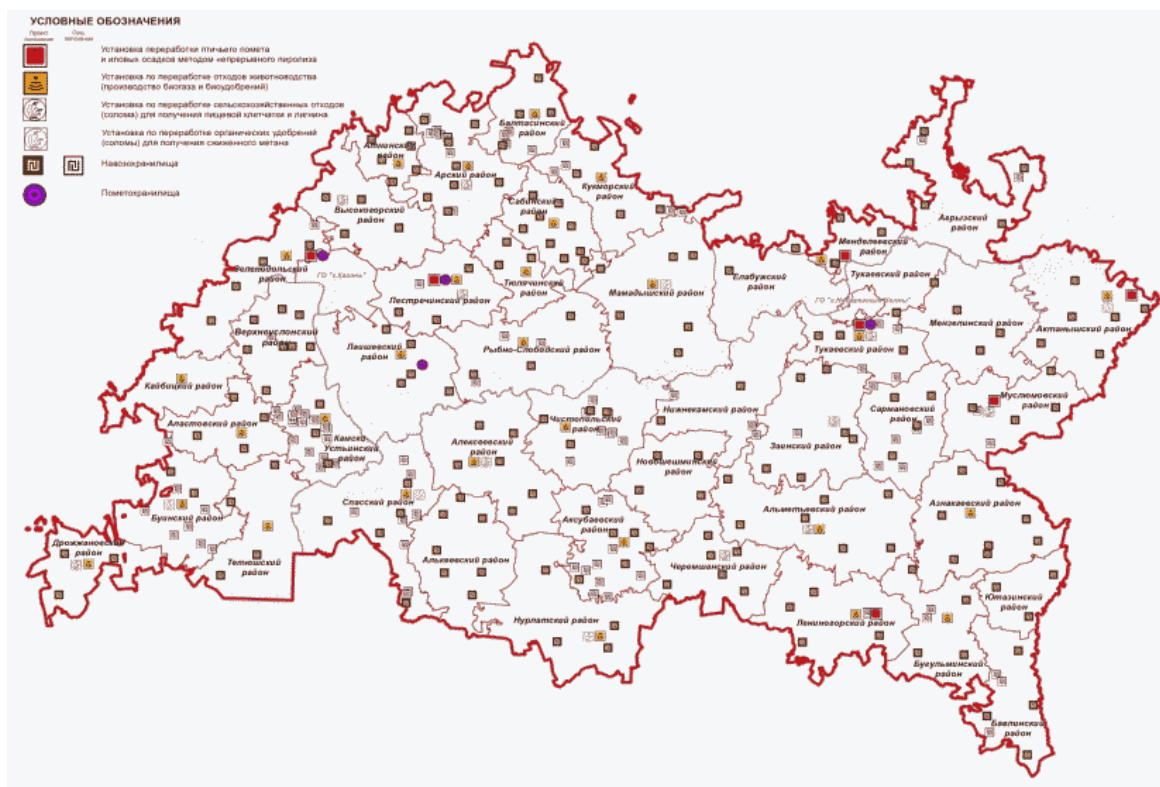 УСЛОВНЫЕ ОБОЗНАЧЕНИЯ
Установка переработки птичьего помета
и иловых осадков методом непрерывного пиролиза
Установка по переработке отходов животноводства
(производство биогаза и биоудобрений)
Установка по переработке сельскохозяйственных отходов
(соломы) для получения пищевой клетчатки и лигнина
Установка по переработке органических удобрений
(соломы) для получения сжиженного метана
Навозохранилища
Пометохранилища
Балтасинский
район
Атнинский
район
Арский район
Кукморский
район
Сабинский
район
Высокогорский
район
Агрызский
район
Менделеевский
район
Зеленодольский
район
ГО "г.Казань"
Тукаевский район
Елабужский
район
Тюлячинский
район
Мамадышский район
Пестречинский район
ГО "г.Набережные Челны"
Мензелинский район
Актанышский район
Верхнеуслонский
район
Лаишевский
район
Рыбно-Слободский район
Тукаевский район
Кайбицкий район
Муслюмовский
район
Сармановский
район
Нижнекамский район
Апастовский район
Чистопольский
район
Алексеевский
район
Камско
Устьинский
район
Заинский район
Новошешминский
район
Спасский район
Азнакаевский
район
Альметьевский район
Буинский район
Аксубаевский
район
Дрожжановский
район
Тетюшский
район
Алькеевский район
Черемшанский район
Ютазинский
район
Нурлатский район
Лениногорский район
Бугульминский
район
Бавлинский
район